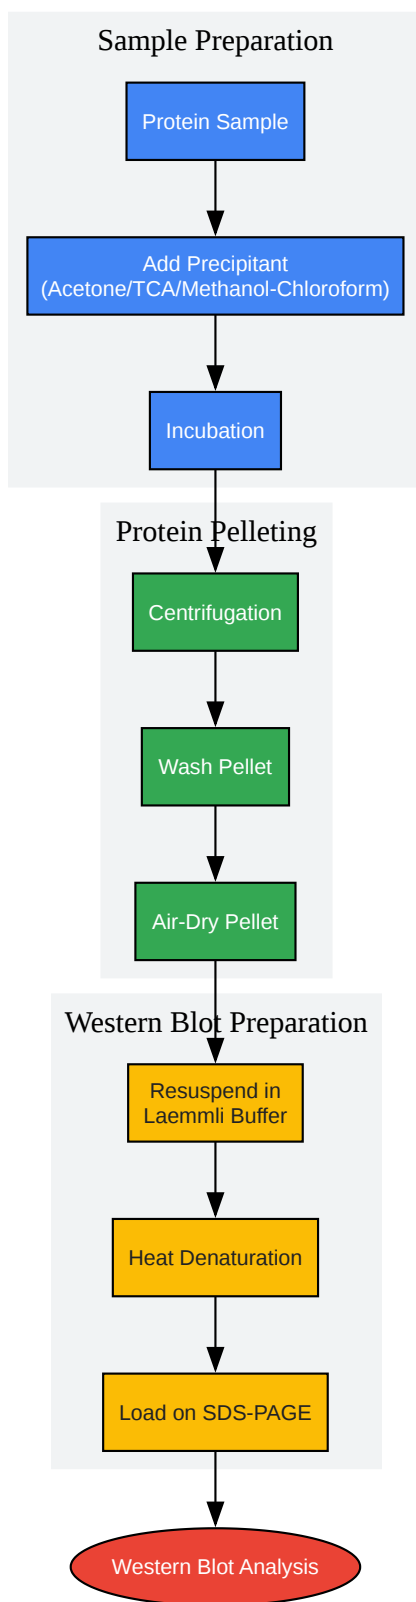 Sample Preparation
Protein Sample
Add Precipitant
(Acetone/TCA/Methanol-Chloroform)
Incubation
Protein Pelleting
Centrifugation
Wash Pellet
Air-Dry Pellet
Western Blot Preparation
Resuspend in
Laemmli Buffer
Heat Denaturation
Load on SDS-PAGE
Western Blot Analysis